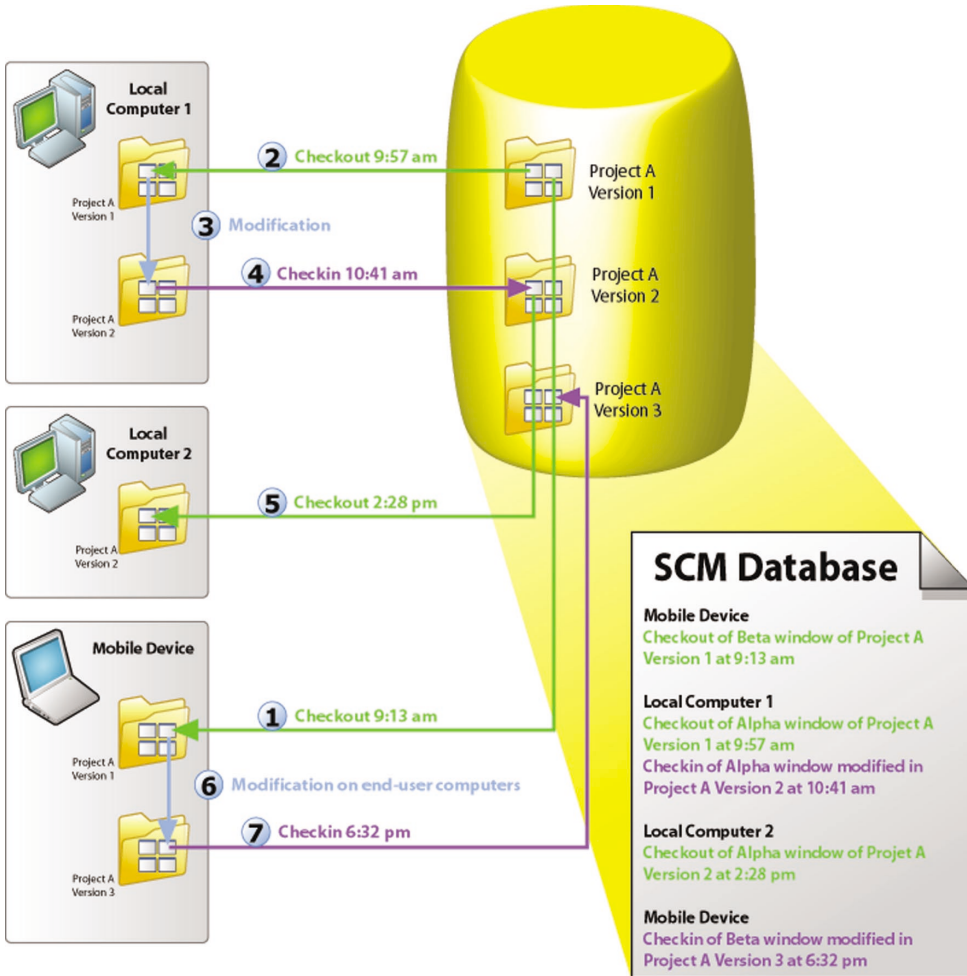 Local
Computer 1
Project A
Version 1
2 Checkout 9:57 am
3 Modification
Project A
Version 2
4 Checkin 10:41 am
Project A
Version 1
Project A
Version 2
Project A
Version 3
Local
Computer 2
Project A
Version 2
5 Checkout 2:28 pm
Mobile Device
Project A
Version 1
1 Checkout 9:13 am
6 Modification on end-user computers
Project A
Version 3
7 Checkin 6:32 pm
SCM Database
Mobile Device
Checkout of Beta window of Project A
Version 1 at 9:13 am
Local Computer 1
Checkout of Alpha window of Project A
Version 1 at 9:57 am
Checkin of Alpha window modified in
Project A Version 2 at 10:41 am
Local Computer 2
Checkout of Alpha window of Projet A
Version 2 at 2:28 pm
Mobile Device
Checkin of Beta window modified in
Project A Version 3 at 6:32 pm